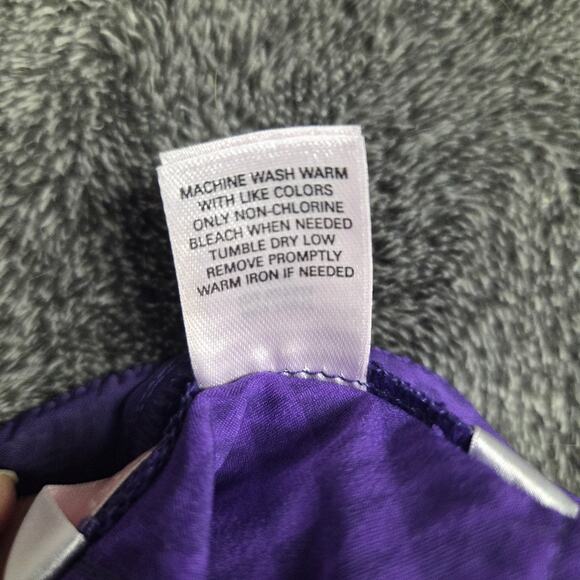 MACHINE WASH WARM
WITH LIKE COLORS
ONLY NON-CHLORINE
BLEACH WHEN NEEDED
TUMBLE DRY LOW
REMOVE PROMPTLY
WARM IRON IF NEEDED